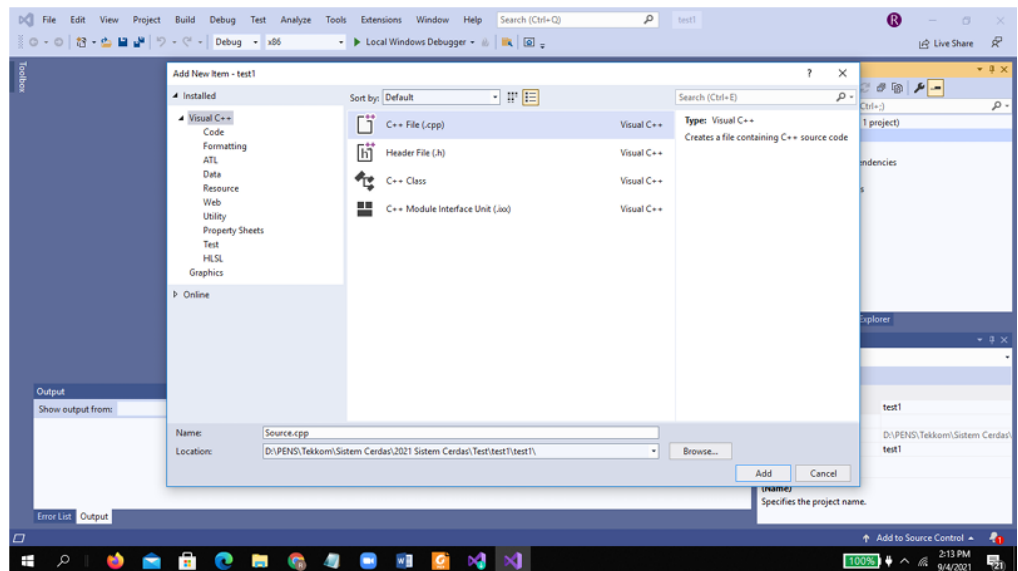 File Edit View Project Build Debug Test Analyze Tools Extensions Window Help Search (Ctrl+Q) test1 R
Debug x86 Local Windows Debugger Live Share
Toolbox
Add New Item - test1 ? X
Installed
Sort by: Default
Search (Ctrl+E)
Visual C++
Code
Formatting
ATL
Data
Resource
Web
Utility
Property Sheets
Test
HLSL
Graphics
Online
C++ File (.cpp) Visual C++
Header File (.h) Visual C++
C++ Class Visual C++
C++ Module Interface Unit (.ixx) Visual C++
Type: Visual C++
Creates a file containing C++ source code
Ctrl+;)
1 project)
endencies
s
Explorer
Name: Source.cpp
Location: D:\PENS\Tekkom\Sistem Cerdas\2021 Sistem Cerdas\Test\test1\test1\ Browse...
Add Cancel
Output
Show output from:
test1
D:\PENS\Tekkom\Sistem Cerdas\
test1
(Name)
Specifies the project name.
Error List Output
Add to Source Control 1
100% 2:13 PM
9/4/2021 21